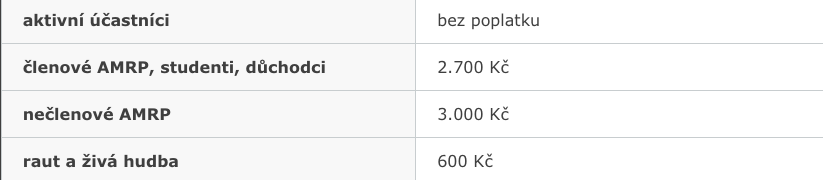 aktivní účastníci bez poplatku
členové AMRP, studenti, důchodci 2.700 Kč
nečlenové AMRP 3.000 Kč
raut a živá hudba 600 Kč